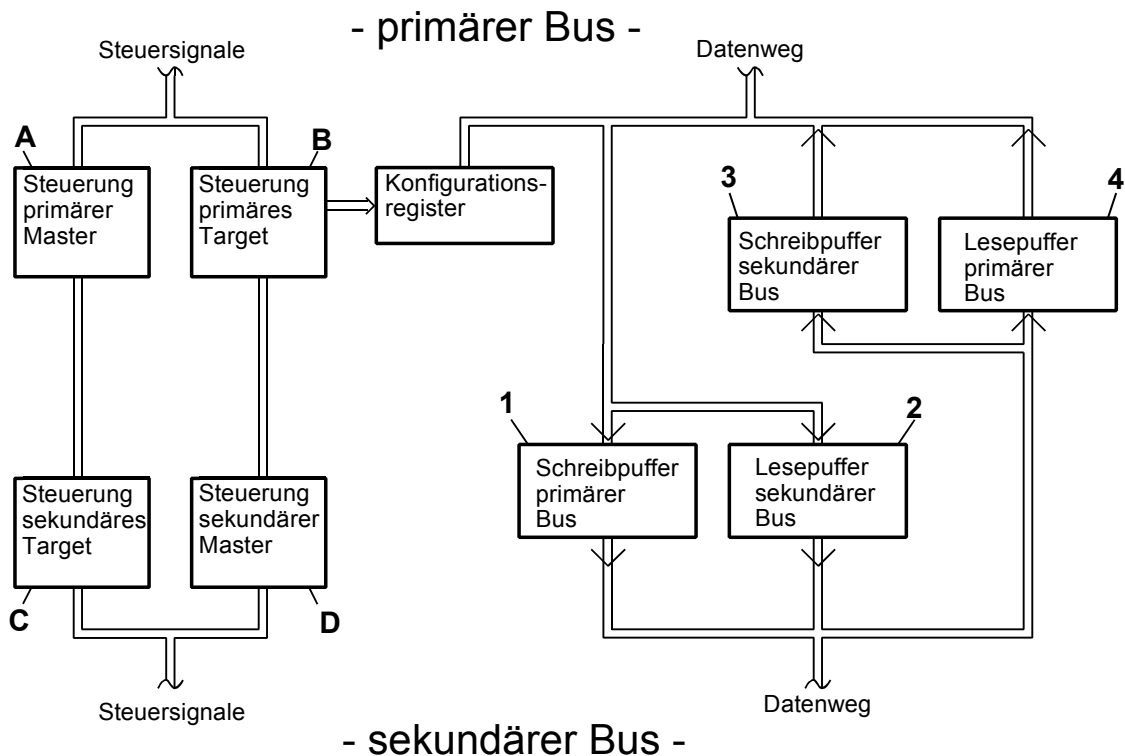 - primärer Bus -
Steuersignale
Datenweg
A
B
Steuerung
primärer
Master
Steuerung
primäres
Target
Konfigurations-
register
3
4
Schreibpuffer
sekundärer
Bus
Lesepuffer
primärer
Bus
1
2
Schreibpuffer
primärer
Bus
Lesepuffer
sekundärer
Bus
Steuerung
sekundäres
Target
Steuerung
sekundärer
Master
C
D
Steuersignale
Datenweg
- sekundärer Bus -